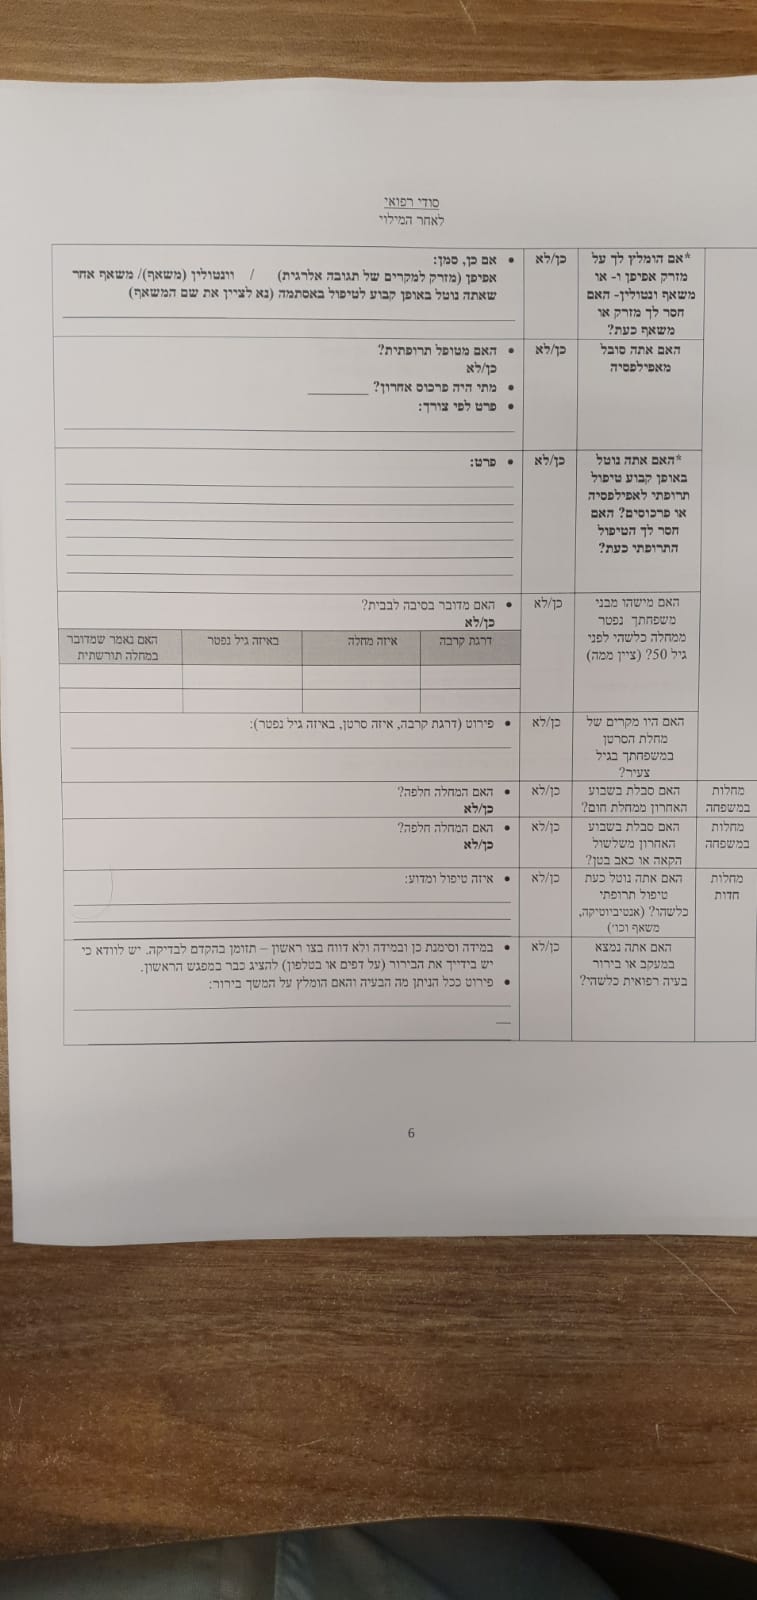 סודי רפואי
לאחר המילוי
*אם הומלץ לך על
מזרק אפיפן ו- או
משאף ונטולין- האם
חסר לך מזרק או
משאף כעת?
כן/לא
אם כן, סמן:
אפיפן (מזרק למקרים של תגובה אלרגית) / וונטולין (משאף)/ משאף אחר
שאתה נוטל באופן קבוע לטיפול באסתמה (נא לציין את שם המשאף)
האם אתה סובל
מאפילפסיה
כן/לא
האם מטופל תרופתית?
כן/לא
מתי היה פרכוס אחרון? ________
פרט לפי צורך:
*האם אתה נוטל
באופן קבוע טיפול
תרופתי לאפילפסיה
או פרכוסים? האם
חסר לך הטיפול
התרופתי כעת?
כן/לא
פרט:
האם מישהו מבני
משפחתך נפטר
ממחלה כלשהי לפני
גיל 50? (ציין ממה)
כן/לא
האם מדובר בסיבה לבבית?
כן/לא
דרגת קרבה
איזה מחלה
באיזה גיל נפטר
האם נאמר שמדובר
במחלה תורשתית
האם היו מקרים של
מחלת הסרטן
במשפחתך בגיל
צעיר?
כן/לא
פירוט (דרגת קרבה, איזה סרטן, באיזה גיל נפטר):
מחלות
במשפחה
האם סבלת בשבוע
האחרון ממחלת חום?
כן/לא
האם המחלה חלפה?
כן/לא
מחלות
במשפחה
האם סבלת בשבוע
האחרון משלשול
הקאה או כאב בטן?
כן/לא
האם המחלה חלפה?
כן/לא
מחלות
חדות
האם אתה נוטל כעת
טיפול תרופתי
כלשהו? (אנטיביוטיקה,
משאף וכו')
כן/לא
איזה טיפול ומדוע:
האם אתה נמצא
במעקב או בירור
בעיה רפואית כלשהי?
כן/לא
במידה וסימנת כן ובמידה ולא דווח בצו ראשון – תזומן בהקדם לבדיקה. יש לוודא כי
יש בידייך את הבירור (על דפים או בטלפון) להציג כבר במפגש הראשון.
פירוט ככל הניתן מה הבעיה והאם הומלץ על המשך בירור:
6